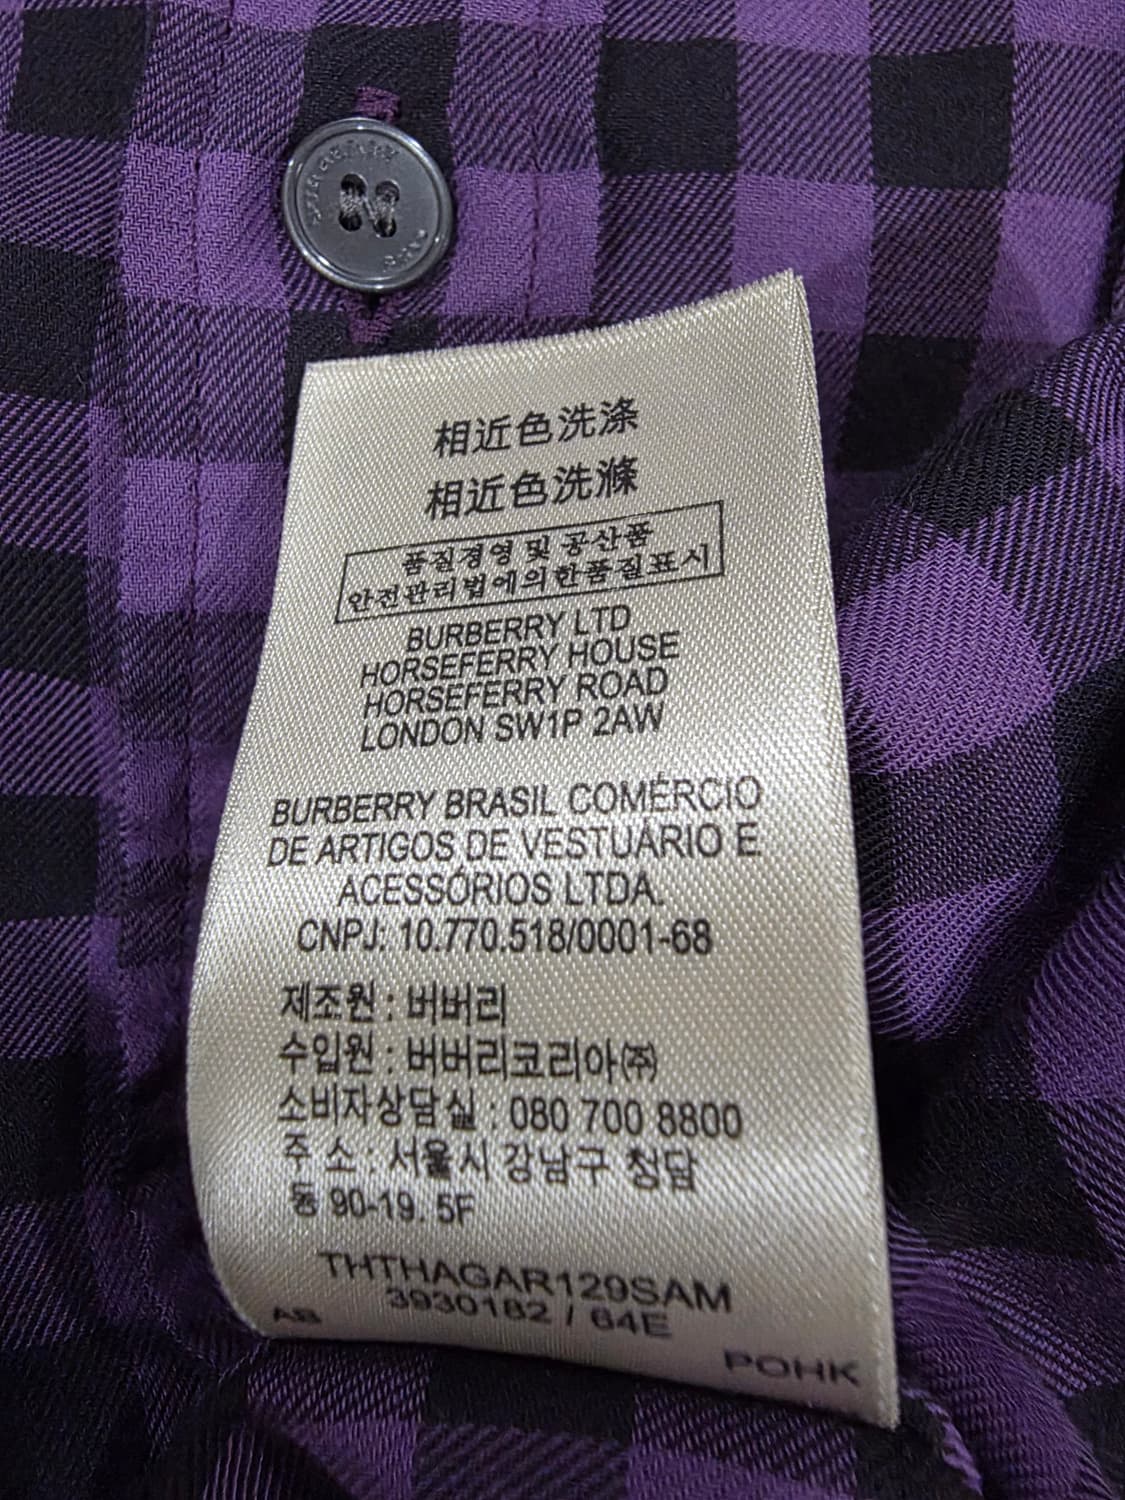 BURBERRY
相近色洗涤
相近色洗滌
품질경영 및 공산품
안전관리법에의한품질표시
BURBERRY LTD
HORSEFERRY HOUSE
HORSEFERRY ROAD
LONDON SW1P 2AW
BURBERRY BRASIL COMÉRCIO
DE ARTIGOS DE VESTUÁRIO E
ACESSÓRIOS LTDA.
CNPJ: 10.770.518/0001-68
제조원 : 버버리
수입원 : 버버리코리아㈜
소비자상담실 : 080 700 8800
주 소 : 서울시 강남구 청담
동 90-19. 5F
THTHAGAR129SAM
3930182 / 64E
AB
POHK